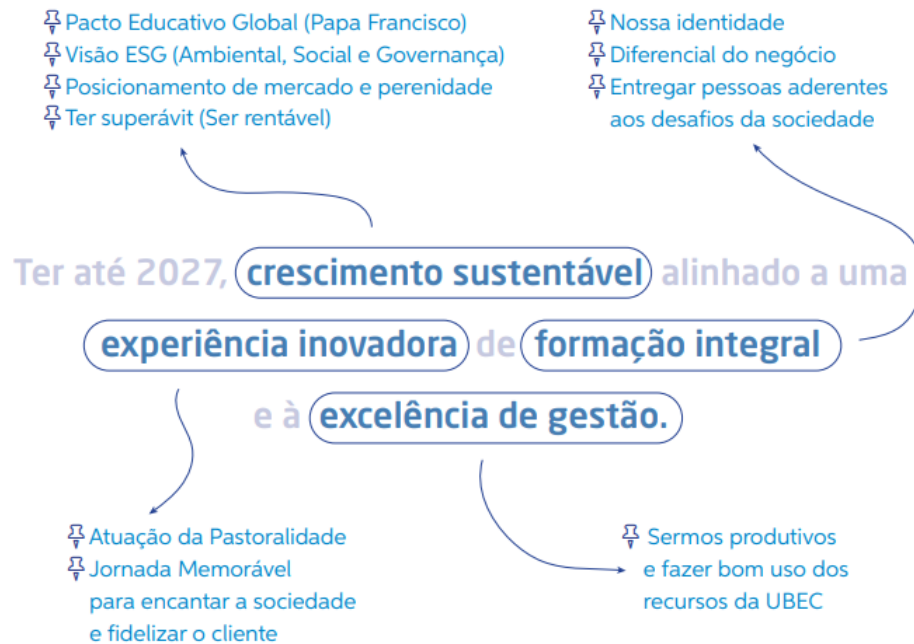 Pacto Educativo Global (Papa Francisco)
Visão ESG (Ambiental, Social e Governança)
Posicionamento de mercado e perenidade
Ter superávit (Ser rentável)
Nossa identidade
Diferencial do negócio
Entregar pessoas aderentes
aos desafios da sociedade
Ter até 2027, crescimento sustentável alinhado a uma
experiência inovadora de formação integral
e à excelência de gestão.
Atuação da Pastoralidade
Jornada Memorável
para encantar a sociedade
e fidelizar o cliente
Sermos produtivos
e fazer bom uso dos
recursos da UBEC